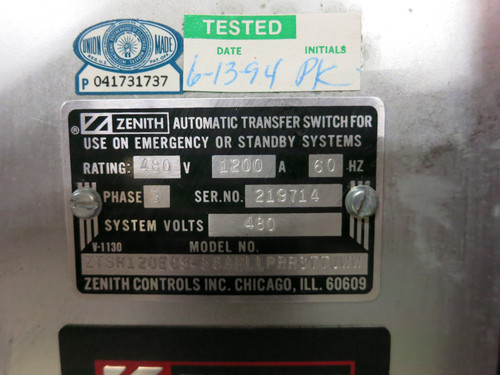 TESTED
DATE INITIALS
6-13-94 PK
UNION MADE
P 041731737
® ZENITH AUTOMATIC TRANSFER SWITCH FOR
USE ON EMERGENCY OR STANDBY SYSTEMS
RATING: 480 V 1200 A 60 HZ
PHASE SER.NO. 219714
SYSTEM VOLTS 480
V-1130 MODEL NO.
ZENITH CONTROLS INC. CHICAGO, ILL. 60609